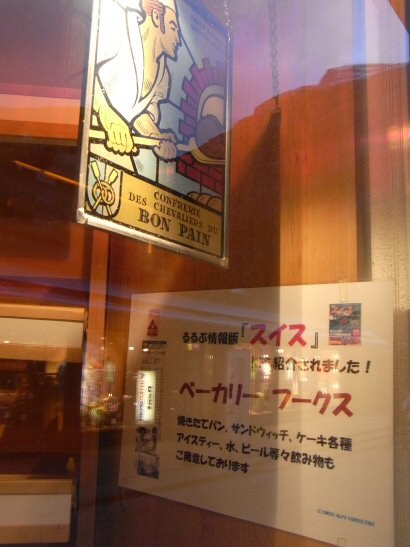 CONFRERIE
DES CHEVALIERS DU
BON PAIN
るるぶ情報版『スイス』
紹介されました！
ベーカリー フークス
焼きたてパン、サンドウィッチ、ケーキ各種
アイスティー、水、ビール等々飲み物も
ご用意しております
(C)SWISS ALPS CONSULTING